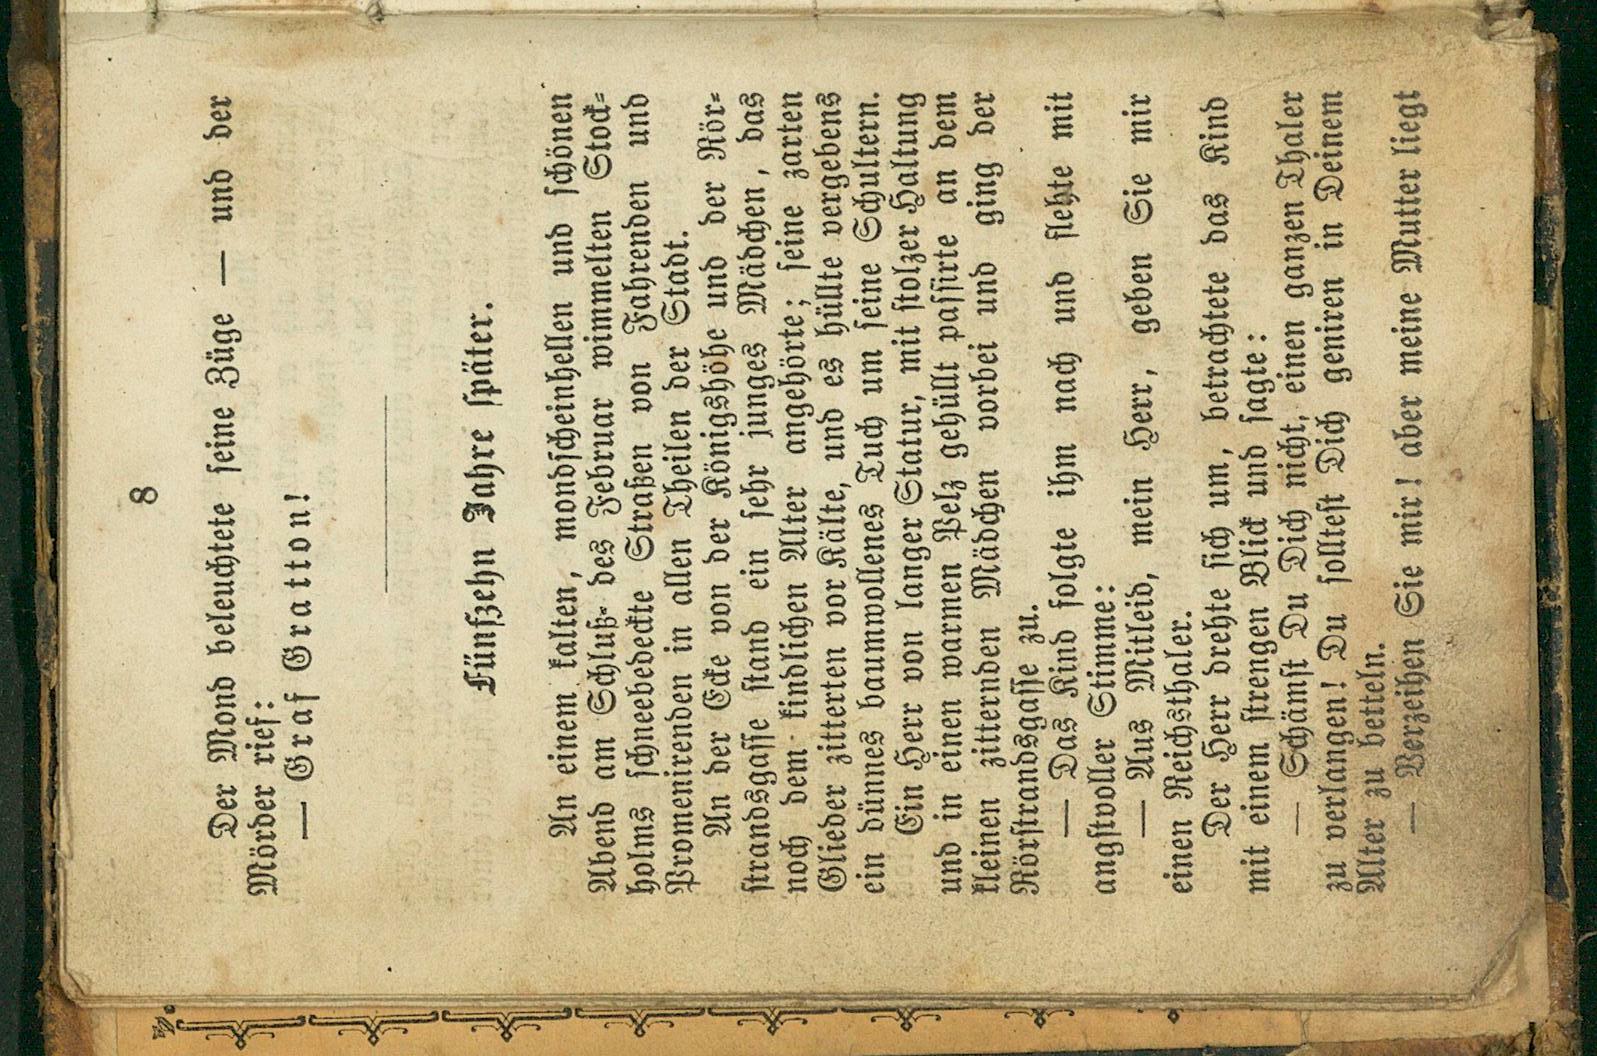 8
Der Mond beleuchtete seine Züge — und der
Mörder rief:
— Graf Gratton!
Fünfzehn Jahre später.
An einem kalten, mondscheinhellen und schönen
Abend am Schluß des Februar wimmelten Stock-
holms schneebedeckte Straßen von Fahrenden und
Promenirenden in allen Theilen der Stadt.
An der Ecke von der Königshöhe und der Rör-
strandsgasse stand ein sehr junges Mädchen, das
noch dem kindlichen Alter angehörte; seine zarten
Glieder zitterten vor Kälte, und es hüllte vergebens
ein dünnes baumwollenes Tuch um seine Schultern.
Ein Herr von langer Statur, mit stolzer Haltung
und in einen warmen Pelz gehüllt passirte an dem
kleinen zitternden Mädchen vorbei und ging der
Rörstrandsgasse zu.
— Das Kind folgte ihm nach und flehte mit
angstvoller Stimme:
— Aus Mitleid, mein Herr, geben Sie mir
einen Reichsthaler.
Der Herr drehte sich um, betrachtete das Kind
mit einem strengen Blick und sagte:
— Schämst Du Dich nicht, einen ganzen Thaler
zu verlangen! Du solltest Dich geniren in Deinem
Alter zu betteln.
— Verzeihen Sie mir! aber meine Mutter liegt